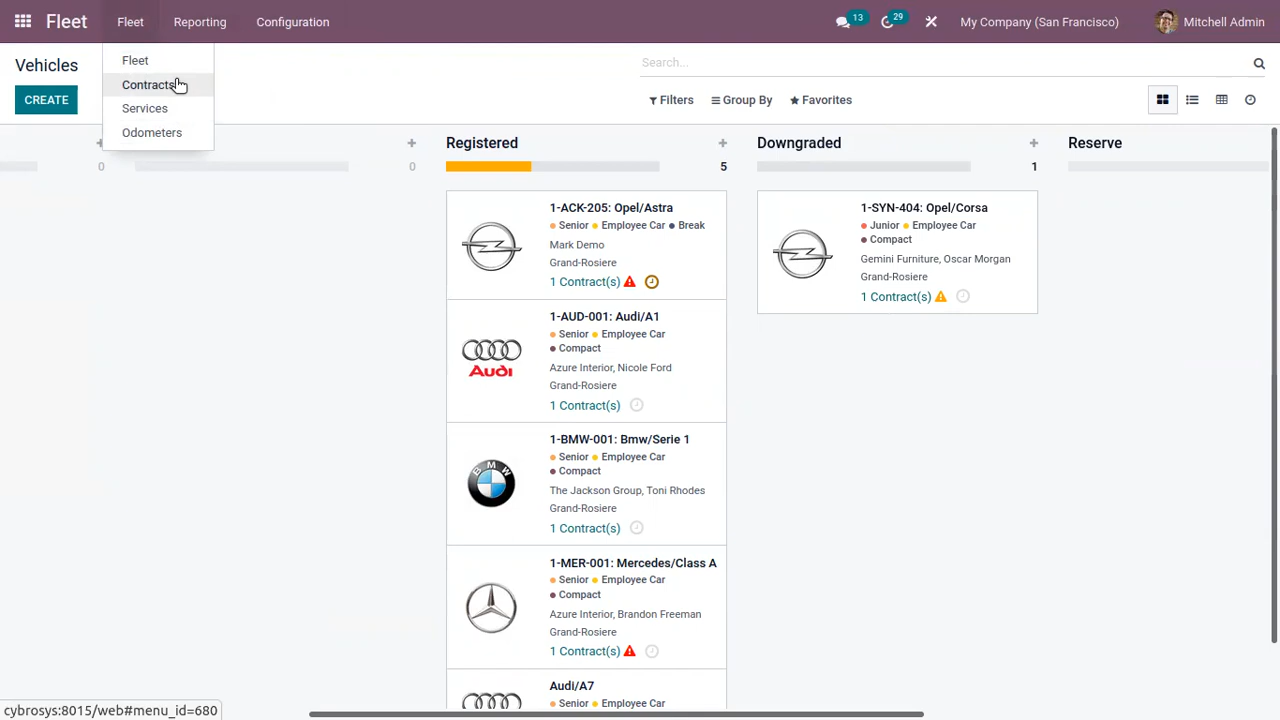 Fleet Fleet Reporting Configuration 13 29 My Company (San Francisco) Mitchell Admin
Vehicles
Search...
CREATE
Filters Group By Favorites
Fleet
Contracts
Services
Odometers
0
0
Registered
5
1-ACK-205: Opel/Astra
Senior Employee Car Break
Mark Demo
Grand-Rosiere
1 Contract(s)
Audi
1-AUD-001: Audi/A1
Senior Employee Car
Compact
Azure Interior, Nicole Ford
Grand-Rosiere
1 Contract(s)
BMW
1-BMW-001: Bmw/Serie 1
Senior Employee Car
Compact
The Jackson Group, Toni Rhodes
Grand-Rosiere
1 Contract(s)
1-MER-001: Mercedes/Class A
Senior Employee Car
Compact
Azure Interior, Brandon Freeman
Grand-Rosiere
1 Contract(s)
Audi/A7
Senior Employee Car
Downgraded
1
1-SYN-404: Opel/Corsa
Junior Employee Car
Compact
Gemini Furniture, Oscar Morgan
Grand-Rosiere
1 Contract(s)
Reserve
cybrosys:8015/web#menu_id=680